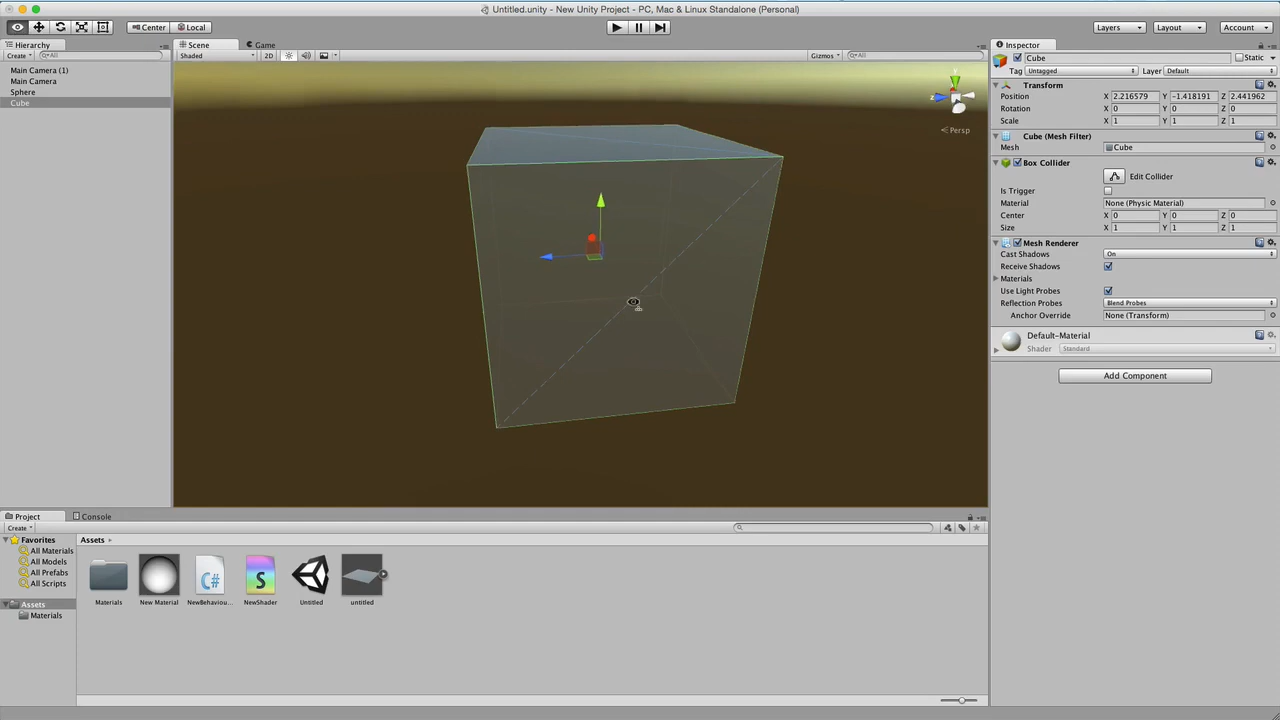 Untitled.unity - New Unity Project - PC, Mac & Linux Standalone (Personal)
Center Local Layers Layout Account
Hierarchy
Create All
Main Camera (1)
Main Camera
Sphere
Cube
Scene Game
Shaded 2D Gizmos All
y
z
Persp
Inspector
Cube Static
Tag Untagged Layer Default
Transform
Position X 2.216579 Y -1.418191 Z 2.441962
Rotation X 0 Y 0 Z 0
Scale X 1 Y 1 Z 1
Cube (Mesh Filter)
Mesh Cube
Box Collider
Edit Collider
Is Trigger
Material None (Physic Material)
Center X 0 Y 0 Z 0
Size X 1 Y 1 Z 1
Mesh Renderer
Cast Shadows On
Receive Shadows
Materials
Use Light Probes
Reflection Probes Blend Probes
Anchor Override None (Transform)
Default-Material
Shader Standard
Add Component
Project Console
Create
Favorites
All Materials
All Models
All Prefabs
All Scripts
Assets
Materials
Assets
C#
S
Materials New Material NewBehaviou... NewShader Untitled untitled